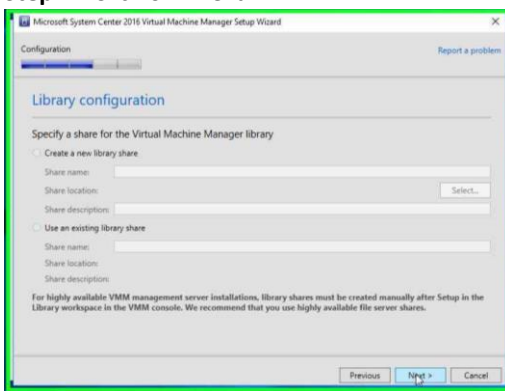 Microsoft System Center 2016 Virtual Machine Manager Setup Wizard
Configuration
Report a problem
Library configuration
Specify a share for the Virtual Machine Manager library
Create a new library share
Share name:
Share location:
Select...
Share description:
Use an existing library share
Share name:
Share location:
Share description:
For highly available VMM management server installations, library shares must be created manually after Setup in the
Library workspace in the VMM console. We recommend that you use highly available file server shares.
Previous
Next >
Cancel